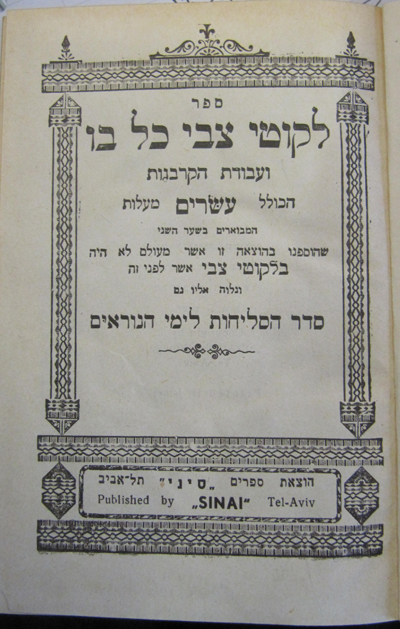 ספר
לקוטי צבי כל בו
ועבודת הקרבנות
הכולל עשרים מעלות
המבוארים בשער השני
שהוספנו בהוצאה זו אשר מעולם לא היה
בלקוטי צבי אשר לפני זה
ונלוה אליו גם
סדר הסליחות לימי הנוראים
הוצאת ספרים „סיני" תל־אביב
Published by „SINAI" Tel-Aviv